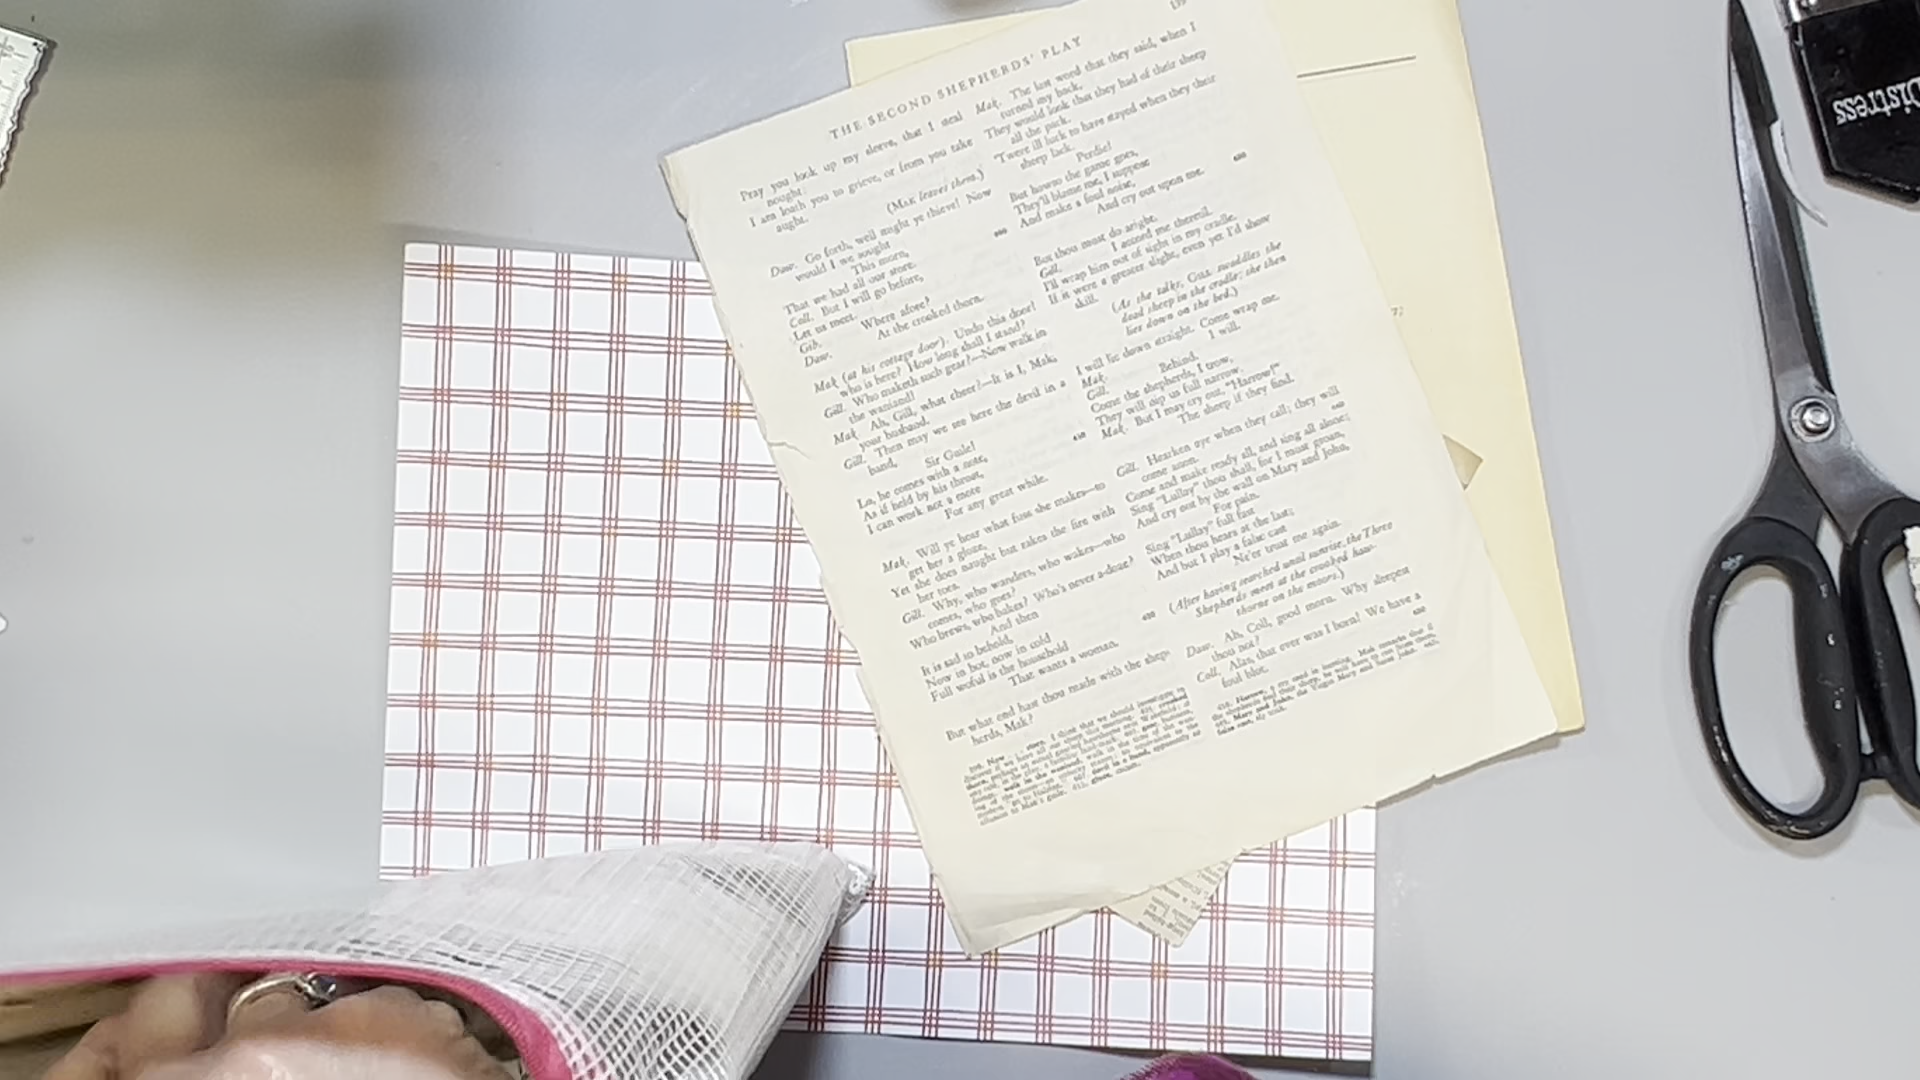 THE SECOND SHEPHERDS' PLAY
Pray you look up my sleeve, that I steal
nought:
I am loath you to grieve, or from you take
aught.
(MAK leaves them.)
Daw. Go forth, well might ye thieve! Now
would I we sought
This morn,
That we had all our store.
Coll. But I will go before,
Let us meet.
Gib. Where afore?
Daw. At the crooked thorn.
Mak (at his cottage door). Undo this door!
who is here? How long shall I stand?
Gill. Who maketh such gear?—Now walk in
the waniand!
Mak. Ah, Gill, what cheer?—It is I, Mak,
your husband.
Gill. Then may we see here the devil in a
band,
Sir Guile!
Lo, he comes with a note,
As if held by his throat,
I can work not a mote
For any great while.
Mak. Will ye hear what fuss she makes—to
get her a gloze,
Yet she does naught but rakes the fire with
her toes.
Gill. Why, who wanders, who wakes—who
comes, who goes?
Who brews, who bakes? Who's never a-doze?
And then
It is sad to behold,
Now in hot, now in cold
Full woful is the household
That wants a woman.
But what end hast thou made with the shep-
herds, Mak?
Mak. The last word that they said, when I
turned my back,
They would look that they had of their sheep
all the pack.
'Twere ill luck to have stayed when they their
sheep lack.
Perdie!
But howso the game goes,
They'll blame me, I suppose
And make a foul noise,
And cry out upon me.
But thou must do aright.
Gill. I accord me thereuil.
I'll wrap him out of sight in my cradle.
If it were a greater slight, even yet I'd show
skill.
(As she talks, GILL swaddles the
dead sheep in the cradle; she then
lies down on the bed.)
I will lie down straight. Come wrap me.
Mak. I will.
Gill. Behind.
Come the shepherds, I trow,
They will nip us full narrow.
Mak. But I may cry out, "Harrow!"
The sheep if they find.
Gill. Hearken aye when they call; they will
come anon.
Come and make ready all, and sing all alone;
Sing "Lullay" thou shall, for I must groan,
And cry out by the wall on Mary and John,
For pain.
Sing "Lullay" full fast
When thou hears at the last;
And but I play a false cast
Ne'er trust me again.
(After having searched until sunrise, the Three
Shepherds meet at the crooked haw-
thorne on the moors.)
Daw. Ah, Coll, good morn. Why sleepest
thou not?
Coll. Alas, that ever was I born! We have a
foul blot.
Distress